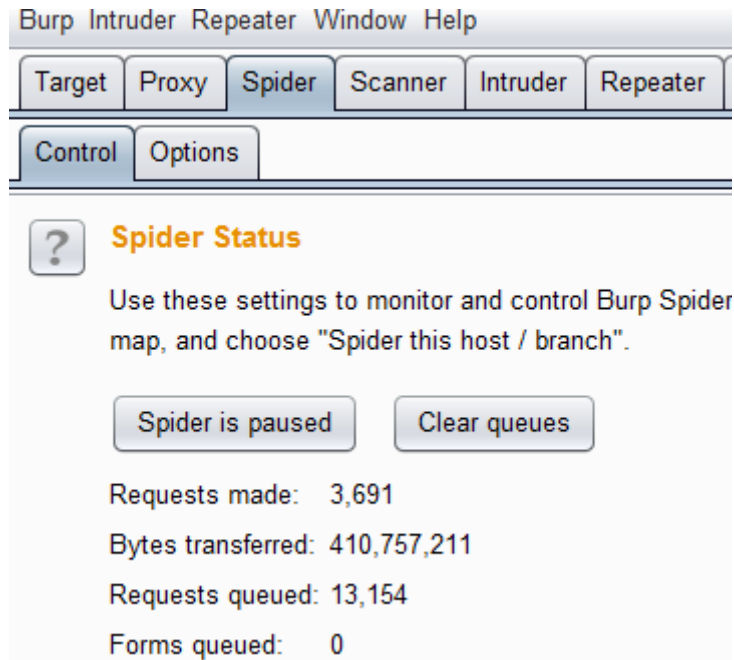 Burp Intruder Repeater Window Help
Target Proxy Spider Scanner Intruder Repeater
Control Options
?
Spider Status
Use these settings to monitor and control Burp Spider
map, and choose "Spider this host / branch".
Spider is paused Clear queues
Requests made: 3,691
Bytes transferred: 410,757,211
Requests queued: 13,154
Forms queued: 0